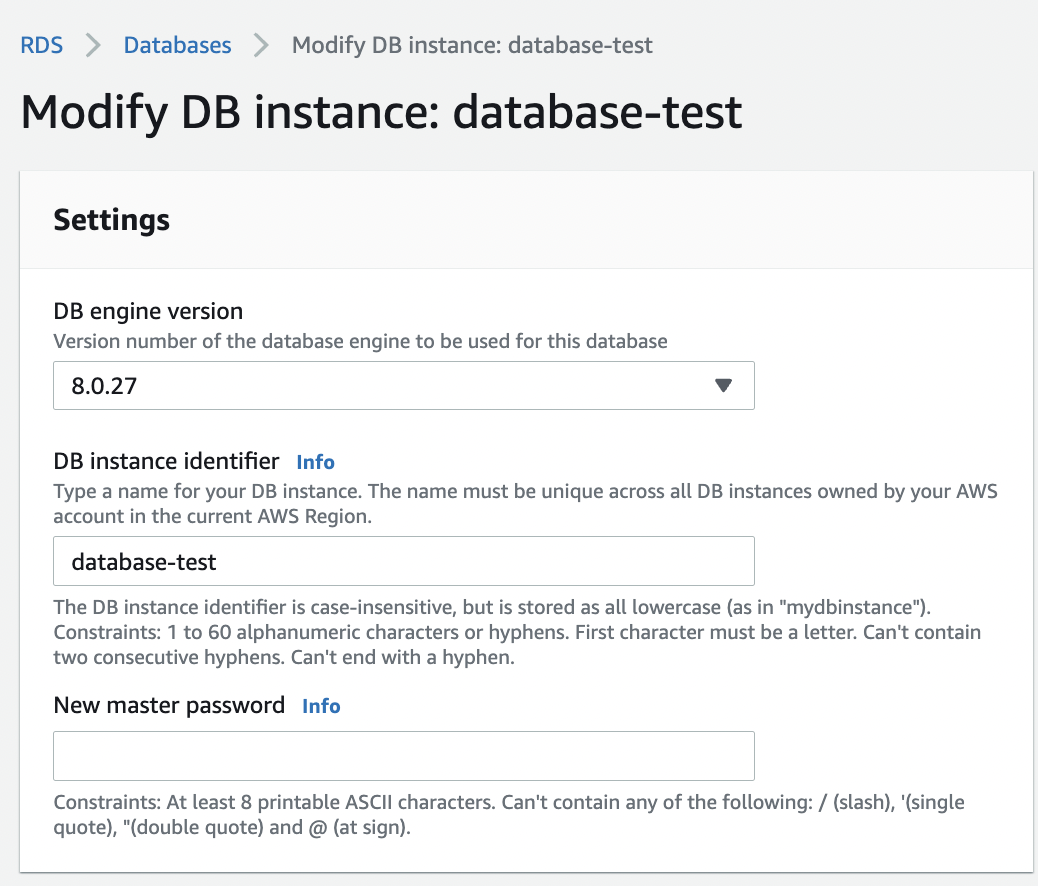 RDS > Databases > Modify DB instance: database-test
Modify DB instance: database-test
Settings
DB engine version
Version number of the database engine to be used for this database
8.0.27
DB instance identifier Info
Type a name for your DB instance. The name must be unique across all DB instances owned by your AWS
account in the current AWS Region.
database-test
The DB instance identifier is case-insensitive, but is stored as all lowercase (as in "mydbinstance").
Constraints: 1 to 60 alphanumeric characters or hyphens. First character must be a letter. Can't contain
two consecutive hyphens. Can't end with a hyphen.
New master password Info
Constraints: At least 8 printable ASCII characters. Can't contain any of the following: / (slash), '(single
quote), "(double quote) and @ (at sign).